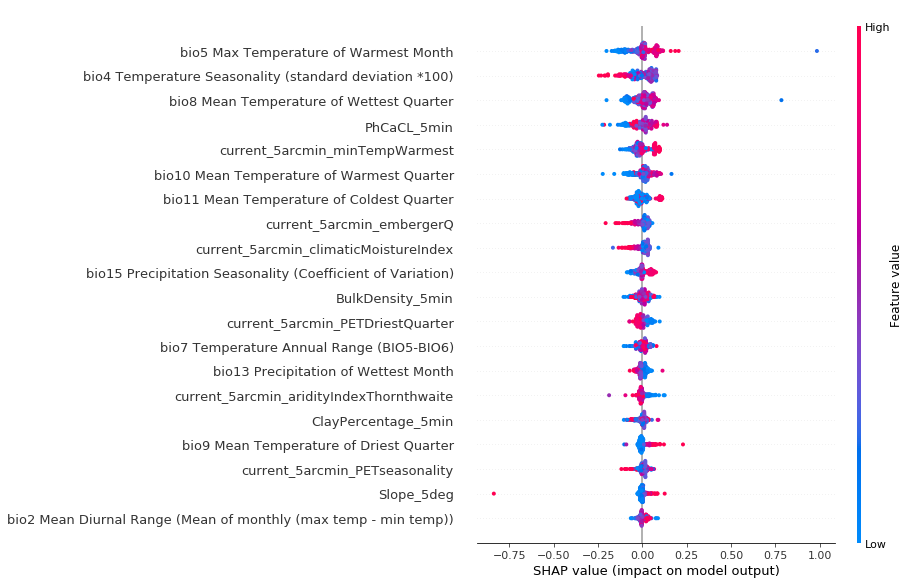 High
bio5 Max Temperature of Warmest Month
bio4 Temperature Seasonality (standard deviation *100)
bio8 Mean Temperature of Wettest Quarter
PhCaCL_5min
current_5arcmin_minTempWarmest
bio10 Mean Temperature of Warmest Quarter
bio11 Mean Temperature of Coldest Quarter
current_5arcmin_embergerQ
current_5arcmin_climaticMoistureIndex
bio15 Precipitation Seasonality (Coefficient of Variation)
BulkDensity_5min
current_5arcmin_PETDriestQuarter
bio7 Temperature Annual Range (BIO5-BIO6)
bio13 Precipitation of Wettest Month
current_5arcmin_aridityIndexThornthwaite
ClayPercentage_5min
bio9 Mean Temperature of Driest Quarter
current_5arcmin_PETseasonality
Slope_5deg
bio2 Mean Diurnal Range (Mean of monthly (max temp - min temp))
Feature value
Low
−0.75 −0.50 −0.25 0.00 0.25 0.50 0.75 1.00
SHAP value (impact on model output)